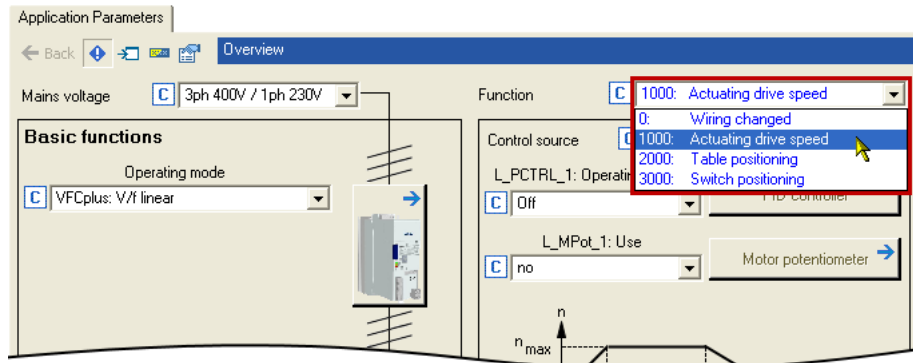 Application Parameters
Back Overview
Mains voltage C 3ph 400V / 1ph 230V
Function C 1000: Actuating drive speed
0: Wiring changed
1000: Actuating drive speed
2000: Table positioning
3000: Switch positioning
Basic functions
Operating mode
C VFCplus: V/f linear
Control source
L_PCTRL_1: Operatin
C Off
PID controller
L_MPot_1: Use
C no
Motor potentiometer
n
n max